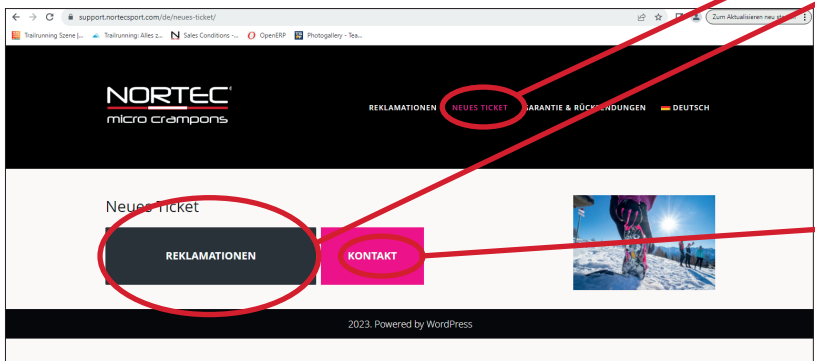 support.nortecsport.com/de/neues-ticket/
Zum Aktualisieren neu
Trailrunning Szene |... Trailrunning: Alles z... Sales Conditions -... OpenERP Photogallery - Tea...
NORTEC
micro crampons
REKLAMATIONEN NEUES TICKET GARANTIE & RÜCKSENDUNGEN DEUTSCH
Neues Ticket
REKLAMATIONEN KONTAKT
2023. Powered by WordPress